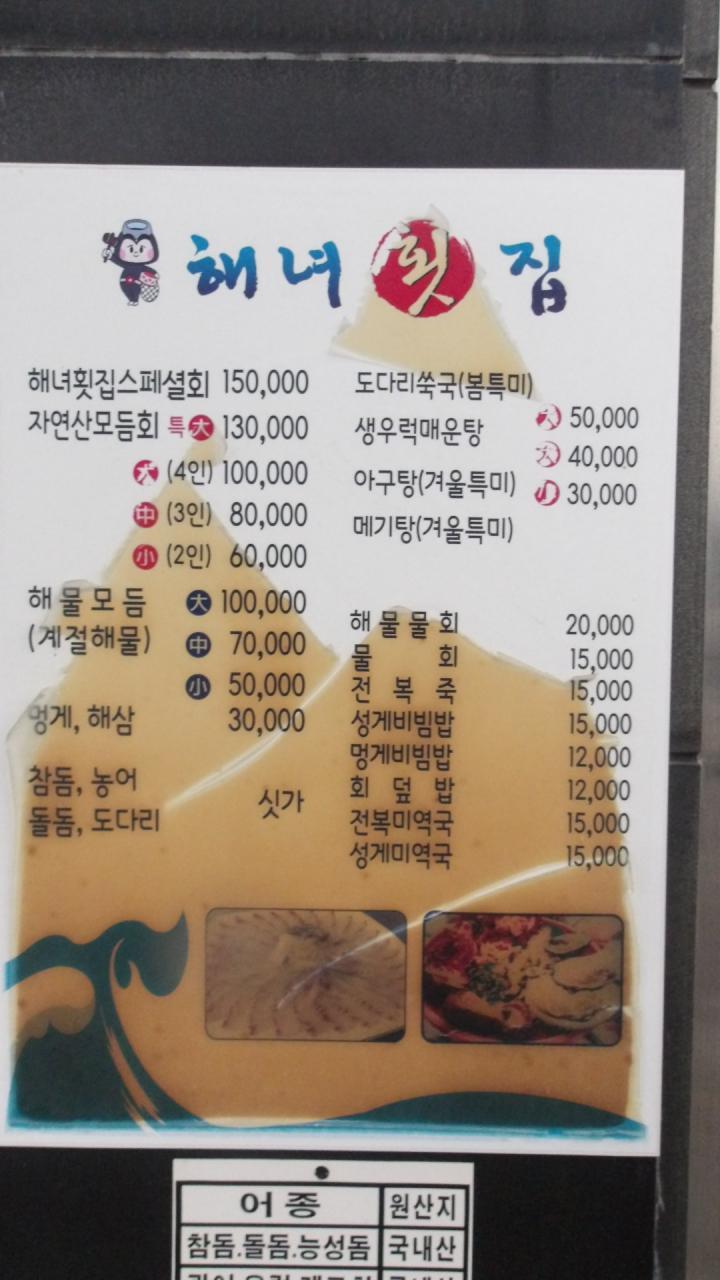 해녀횟집
해녀횟집스페셜회 150,000
자연산모듬회 특 大 130,000
大 (4인) 100,000
中 (3인) 80,000
小 (2인) 60,000
해물모듬 大 100,000
(계절해물) 中 70,000
小 50,000
멍게, 해삼 30,000
참돔, 농어
돌돔, 도다리
싯가
도다리쑥국(봄특미)
생우럭매운탕
아구탕(겨울특미)
메기탕(겨울특미)
50,000
40,000
30,000
해물물회 20,000
물회 15,000
전복죽 15,000
성게비빔밥 15,000
멍게비빔밥 12,000
회덮밥 12,000
전복미역국 15,000
성게미역국 15,000
어종 원산지
참돔.돌돔.능성돔 국내산